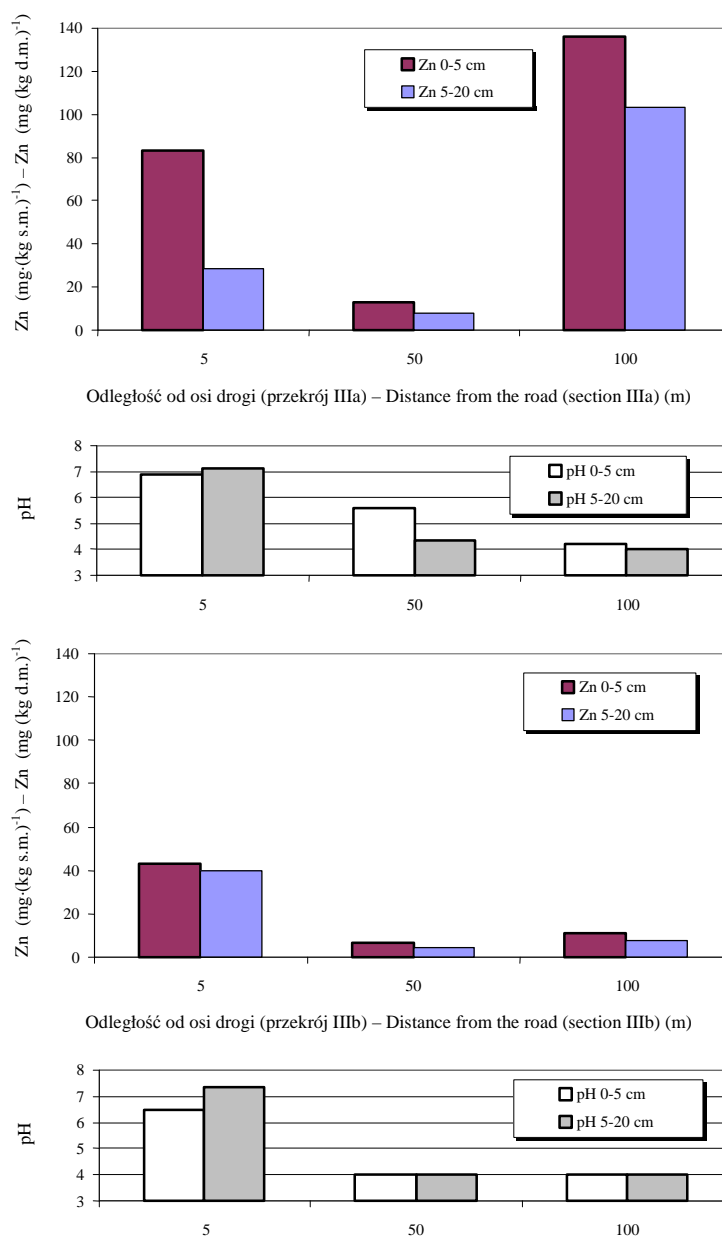 Zn (mg·(kg s.m.)-1) – Zn (mg (kg d.m.)-1
140
120
100
80
60
40
20
0
Zn 0-5 cm
Zn 5-20 cm
5 50 100
Odległość od osi drogi (przekrój IIIa) – Distance from the road (section IIIa) (m)
pH
8
7
6
5
4
3
pH 0-5 cm
pH 5-20 cm
5 50 100
Zn (mg·(kg s.m.)-1) – Zn (mg (kg d.m.)-1
140
120
100
80
60
40
20
0
Zn 0-5 cm
Zn 5-20 cm
5 50 100
Odległość od osi drogi (przekrój IIIb) – Distance from the road (section IIIb) (m)
pH
8
7
6
5
4
3
pH 0-5 cm
pH 5-20 cm
5 50 100